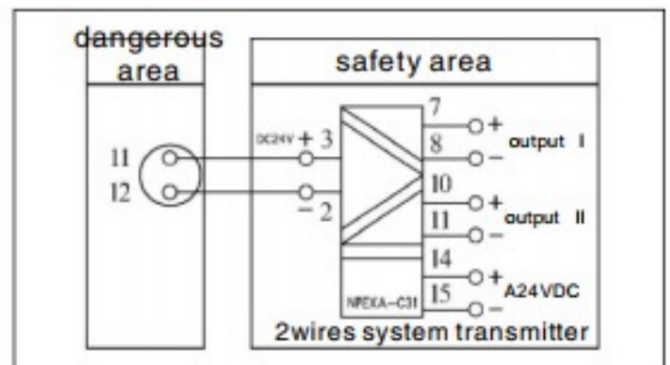 dangerous
area
safety area
11
12
DC24V + 3
− 2
7
8
+
−
output I
10
11
+
−
output II
14
15
+
−
A24VDC
NPEXA-C31
2wires system transmitter